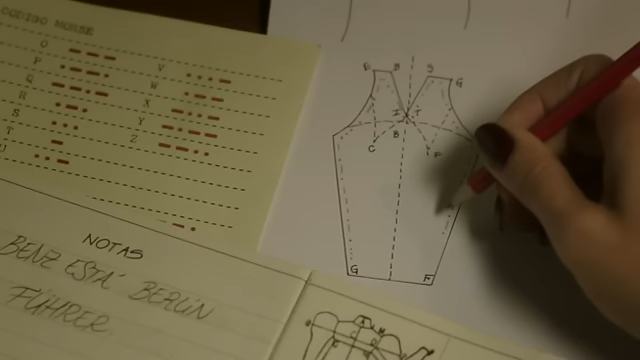 CODIGO MORSE
O V
P W
Q X
R Y
S Z
T
U
NOTAS
BENZ ESTÁ BERLIN
FÜHRER
B S S G
I T
B
C F
G F